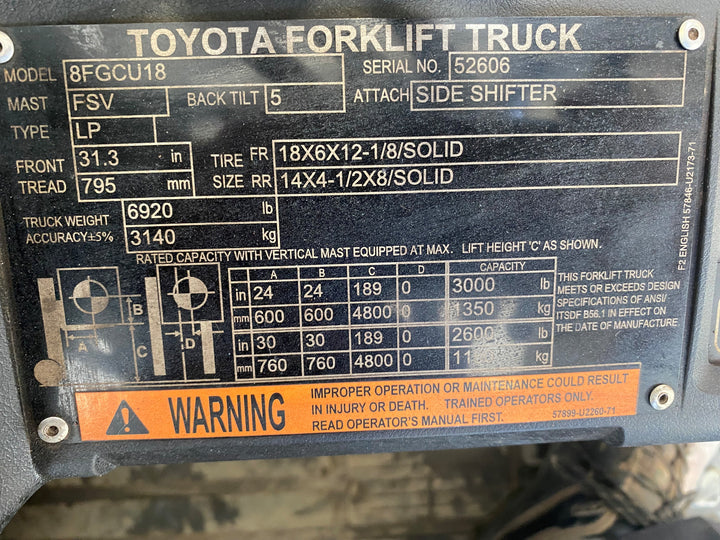 TOYOTA FORKLIFT TRUCK
MODEL 8FGCU18 SERIAL NO. 52606
MAST FSV BACK TILT 5 ATTACH SIDE SHIFTER
TYPE LP
FRONT TREAD 31.3 in TIRE SIZE FR 18X6X12-1/8/SOLID
795 mm RR 14X4-1/2X8/SOLID
TRUCK WEIGHT 6920 lb
ACCURACY±5% 3140 kg
RATED CAPACITY WITH VERTICAL MAST EQUIPPED AT MAX. LIFT HEIGHT 'C' AS SHOWN.
A B C D CAPACITY
in 24 24 189 0 3000 lb
mm 600 600 4800 0 1350 kg
in 30 30 189 0 2600 lb
mm 760 760 4800 0 kg
A B C D
THIS FORKLIFT TRUCK
MEETS OR EXCEEDS DESIGN
SPECIFICATIONS OF ANSI/
ITSDF B56.1 IN EFFECT ON
THE DATE OF MANUFACTURE
F2 ENGLISH 57846-U2173-71
WARNING
IMPROPER OPERATION OR MAINTENANCE COULD RESULT
IN INJURY OR DEATH. TRAINED OPERATORS ONLY.
READ OPERATOR'S MANUAL FIRST.
57899-U2260-71